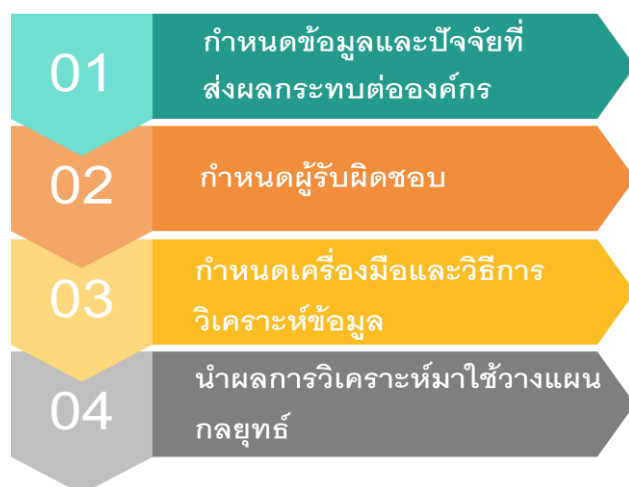 01
กำหนดข้อมูลและปัจจัยที่
ส่งผลกระทบต่อองค์กร
02
กำหนดผู้รับผิดชอบ
03
กำหนดเครื่องมือและวิธีการ
วิเคราะห์ข้อมูล
04
นำผลการวิเคราะห์มาใช้วางแผน
กลยุทธ์